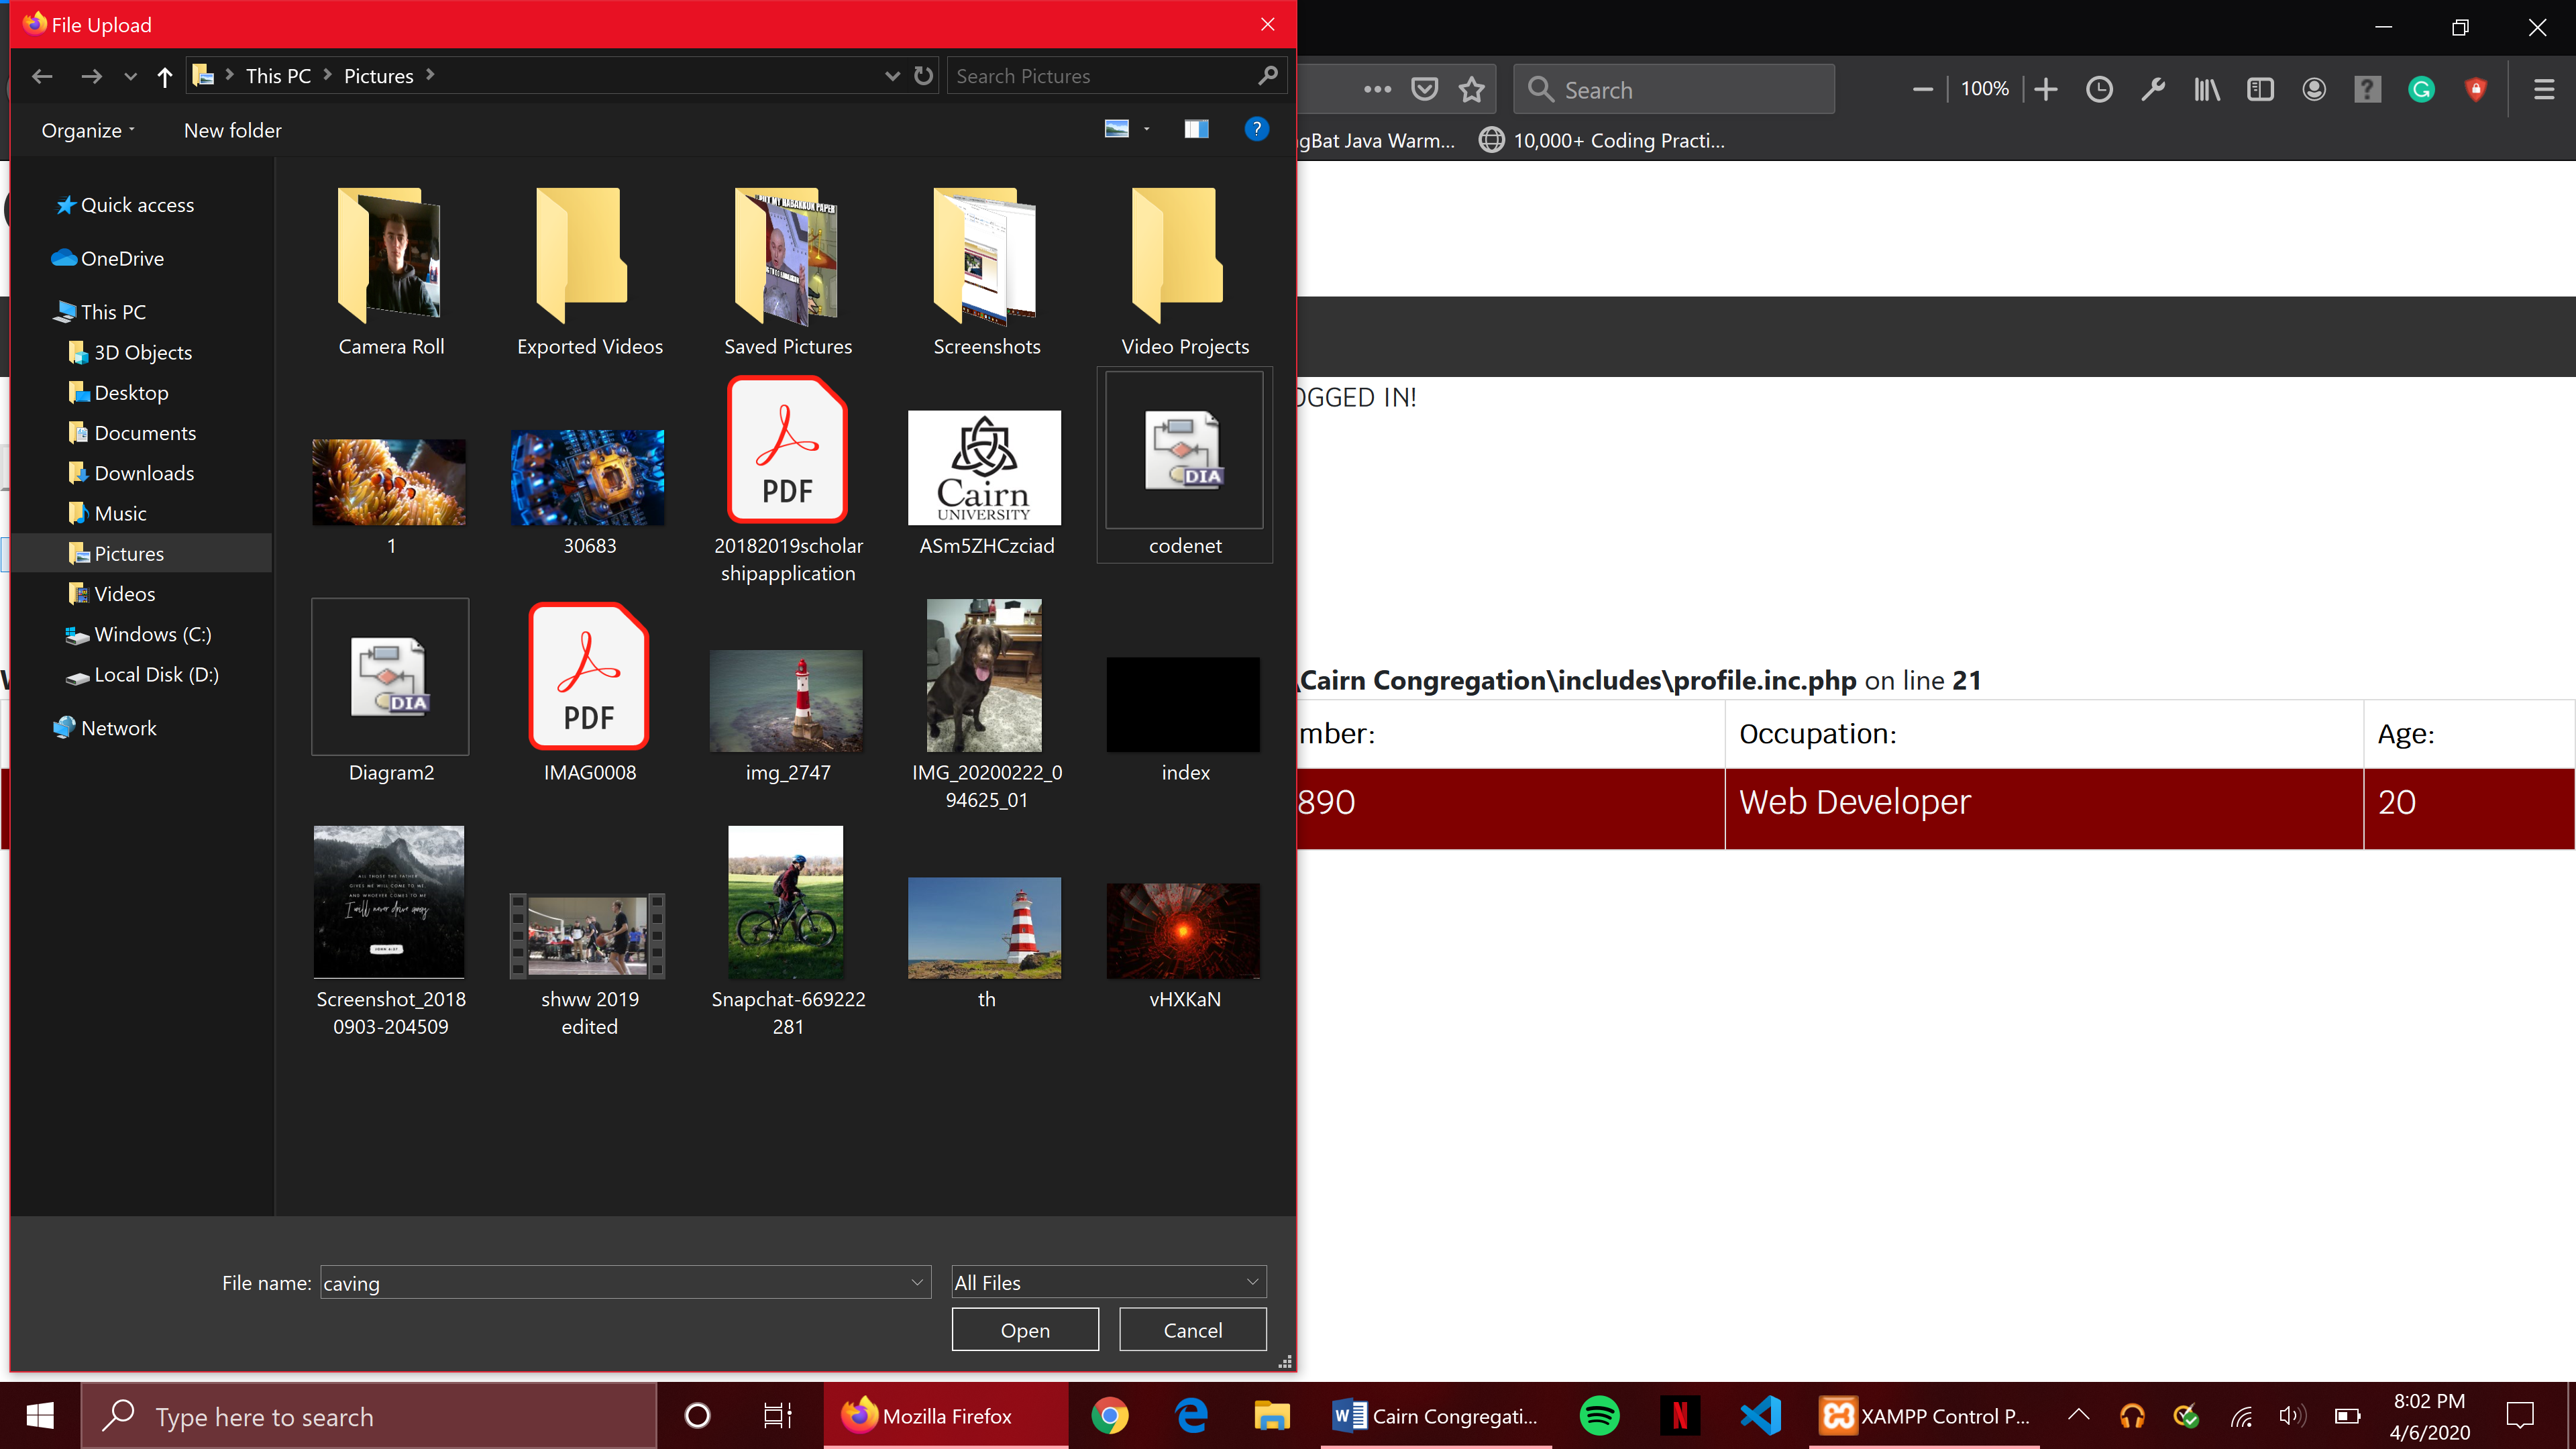 File Upload
This PC
Pictures
Search Pictures
Search
100%
Organize
New folder
gBat Java Warm...
10,000+ Coding Practi...
Quick access
OneDrive
This PC
3D Objects
Desktop
Documents
Downloads
Music
Pictures
Videos
Windows (C:)
Local Disk (D:)
Network
Camera Roll
Exported Videos
Saved Pictures
Screenshots
Video Projects
PDF
Cairn
UNIVERSITY
DIA
1
30683
20182019scholar
shipapplication
ASm5ZHCzciad
codenet
DIA
PDF
Diagram2
IMAG0008
img_2747
IMG_20200222_0
94625_01
index
Screenshot_2018
0903-204509
shww 2019
edited
Snapchat-669222
281
th
vHXKaN
OGGED IN!
\Cairn Congregation\includes\profile.inc.php on line 21
mber:
Occupation:
Age:
890
Web Developer
20
File name:
caving
All Files
Open
Cancel
Type here to search
Mozilla Firefox
Cairn Congregati...
XAMPP Control P...
8:02 PM
4/6/2020